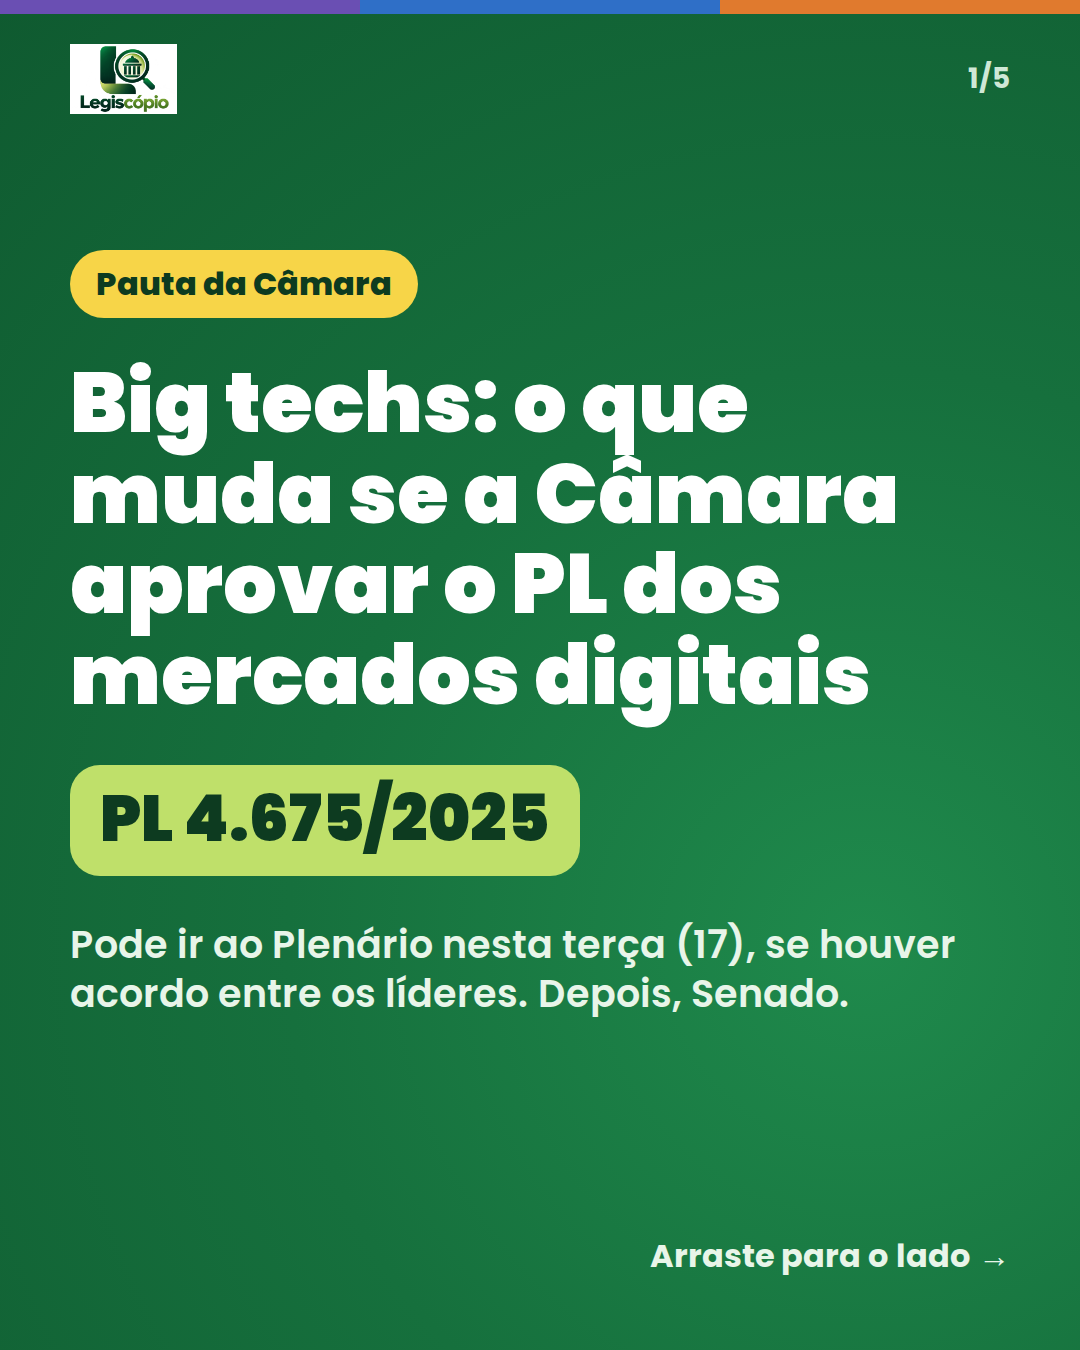 Legiscópio
1/5
Pauta da Câmara
Big techs: o que
muda se a Câmara
aprovar o PL dos
mercados digitais
PL 4.675/2025
Pode ir ao Plenário nesta terça (17), se houver
acordo entre os líderes. Depois, Senado.
Arraste para o lado →